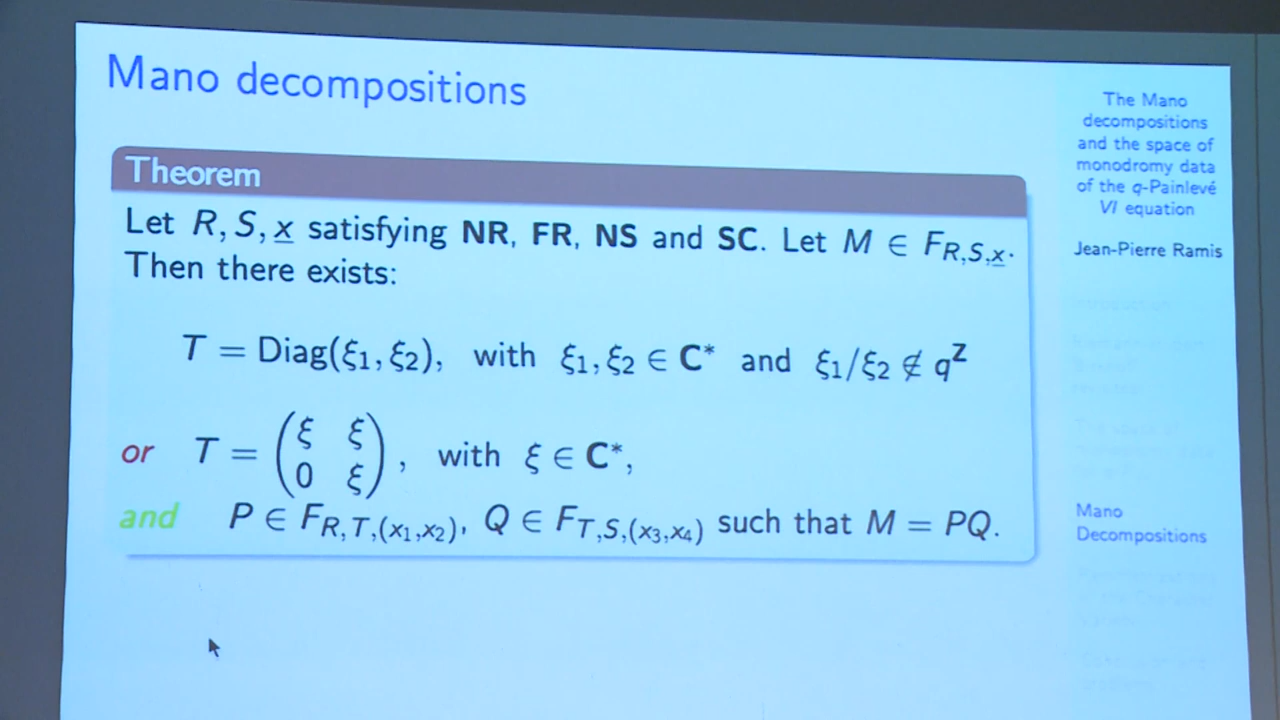 Mano decompositions
Theorem
Let R, S, x satisfying NR, FR, NS and SC. Let M ∈ F_{R,S,x}.
Then there exists:
T = Diag(ξ₁, ξ₂), with ξ₁, ξ₂ ∈ C* and ξ₁/ξ₂ ∉ q^Z
or T = (ξ ξ
0 ξ), with ξ ∈ C*,
and P ∈ F_{R,T,(x₁,x₂)}, Q ∈ F_{T,S,(x₃,x₄)} such that M = PQ.
The Mano
decompositions
and the space of
monodromy data
of the q-Painlevé
VI equation
Jean-Pierre Ramis
Mano
Decompositions